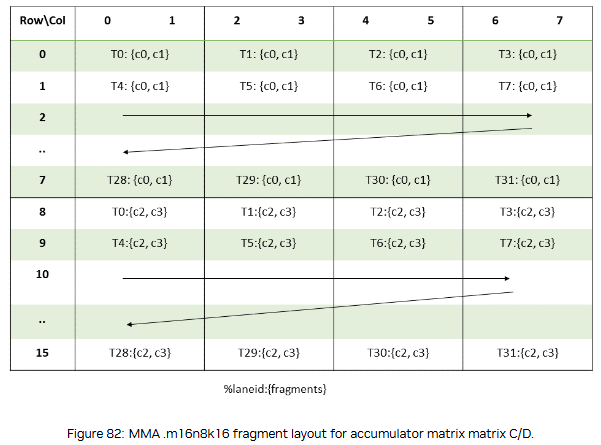 Row\Col 0 1 2 3 4 5 6 7
0 T0: {c0, c1} T1: {c0, c1} T2: {c0, c1} T3: {c0, c1}
1 T4: {c0, c1} T5: {c0, c1} T6: {c0, c1} T7: {c0, c1}
2
..
7 T28: {c0, c1} T29: {c0, c1} T30: {c0, c1} T31: {c0, c1}
8 T0:{c2, c3} T1:{c2, c3} T2:{c2, c3} T3:{c2, c3}
9 T4:{c2, c3} T5:{c2, c3} T6:{c2, c3} T7:{c2, c3}
10
..
15 T28:{c2, c3} T29:{c2, c3} T30:{c2, c3} T31:{c2, c3}
%laneid:{fragments}
Figure 82: MMA .m16n8k16 fragment layout for accumulator matrix matrix C/D.